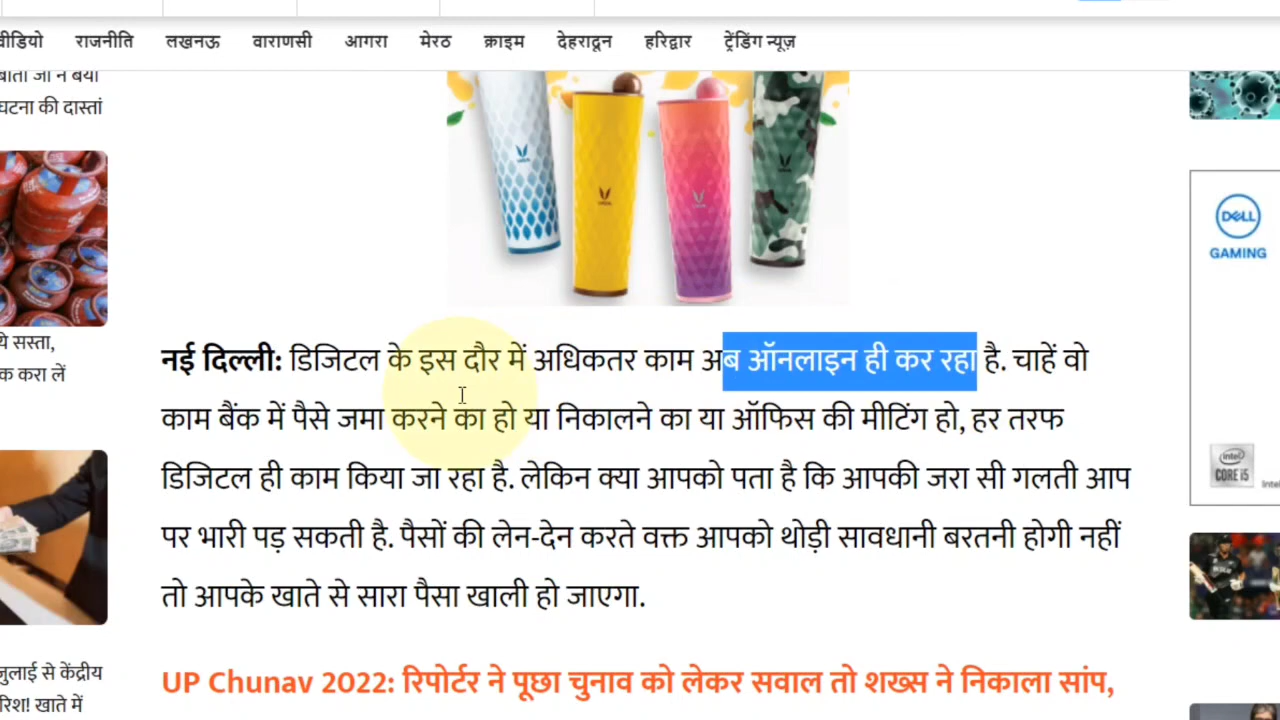 वीडियो राजनीति लखनऊ वाराणसी आगरा मेरठ क्राइम देहरादून हरिद्वार ट्रेंडिंग न्यूज़
घटना की दास्तां
सस्ता,
करा लें
जुलाई से केंद्रीय
खाते में
नई दिल्ली: डिजिटल के इस दौर में अधिकतर काम अब ऑनलाइन ही कर रहा है. चाहें वो
काम बैंक में पैसे जमा करने का हो या निकालने का या ऑफिस की मीटिंग हो, हर तरफ
डिजिटल ही काम किया जा रहा है. लेकिन क्या आपको पता है कि आपकी जरा सी गलती आप
पर भारी पड़ सकती है. पैसों की लेन-देन करते वक्त आपको थोड़ी सावधानी बरतनी होगी नहीं
तो आपके खाते से सारा पैसा खाली हो जाएगा.
UP Chunav 2022: रिपोर्टर ने पूछा चुनाव को लेकर सवाल तो शख्स ने निकाला सांप,
DELL
GAMING
intel
CORE i5